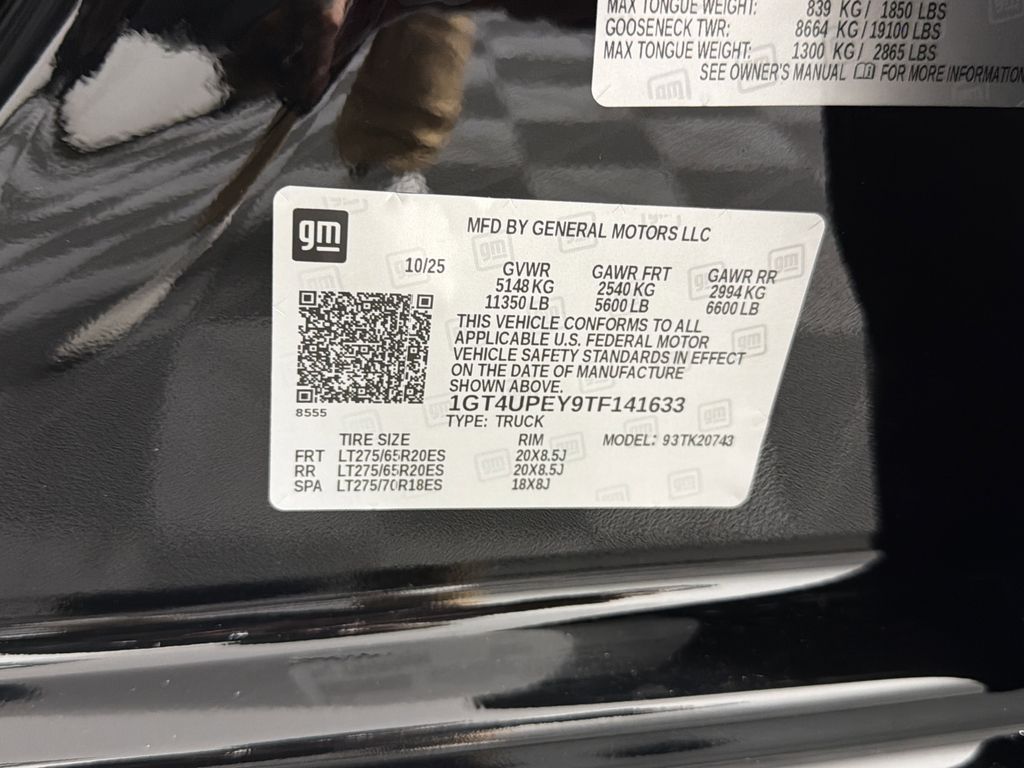 MAX TONGUE WEIGHT: 839 KG / 1850 LBS
GOOSENECK TWR: 8664 KG / 19100 LBS
MAX TONGUE WEIGHT: 1300 KG / 2865 LBS
SEE OWNER'S MANUAL FOR MORE INFORMATION
gm
MFD BY GENERAL MOTORS LLC
10/25
GVWR GAWR FRT GAWR RR
5148 KG 2540 KG 2994 KG
11350 LB 5600 LB 6600 LB
THIS VEHICLE CONFORMS TO ALL
APPLICABLE U.S. FEDERAL MOTOR
VEHICLE SAFETY STANDARDS IN EFFECT
ON THE DATE OF MANUFACTURE
SHOWN ABOVE.
8555
1GT4UPEY9TF141633
TYPE: TRUCK
TIRE SIZE RIM MODEL: 93TK20743
FRT LT275/65R20ES 20X8.5J
RR LT275/65R20ES 20X8.5J
SPA LT275/70R18ES 18X8J